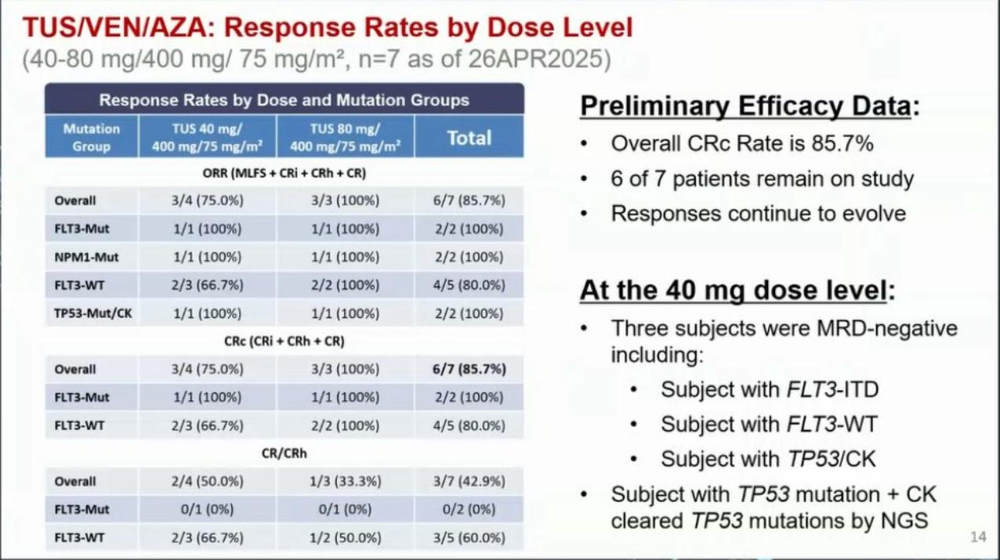 TUS/VEN/AZA: Response Rates by Dose Level
(40-80 mg/400 mg/ 75 mg/m², n=7 as of 26APR2025)
Response Rates by Dose and Mutation Groups
Mutation Group TUS 40 mg/ 400 mg/75 mg/m² TUS 80 mg/ 400 mg/75 mg/m² Total
ORR (MLFS + CRi + CRh + CR)
Overall 3/4 (75.0%) 3/3 (100%) 6/7 (85.7%)
FLT3-Mut 1/1 (100%) 1/1 (100%) 2/2 (100%)
NPM1-Mut 1/1 (100%) 1/1 (100%) 2/2 (100%)
FLT3-WT 2/3 (66.7%) 2/2 (100%) 4/5 (80.0%)
TP53-Mut/CK 1/1 (100%) 1/1 (100%) 2/2 (100%)
CRc (CRi + CRh + CR)
Overall 3/4 (75.0%) 3/3 (100%) 6/7 (85.7%)
FLT3-Mut 1/1 (100%) 1/1 (100%) 2/2 (100%)
FLT3-WT 2/3 (66.7%) 2/2 (100%) 4/5 (80.0%)
CR/CRh
Overall 2/4 (50.0%) 1/3 (33.3%) 3/7 (42.9%)
FLT3-Mut 0/1 (0%) 0/1 (0%) 0/2 (0%)
FLT3-WT 2/3 (66.7%) 1/2 (50.0%) 3/5 (60.0%)
Preliminary Efficacy Data:
• Overall CRc Rate is 85.7%
• 6 of 7 patients remain on study
• Responses continue to evolve
At the 40 mg dose level:
• Three subjects were MRD-negative
including:
• Subject with FLT3-ITD
• Subject with FLT3-WT
• Subject with TP53/CK
• Subject with TP53 mutation + CK
cleared TP53 mutations by NGS
14